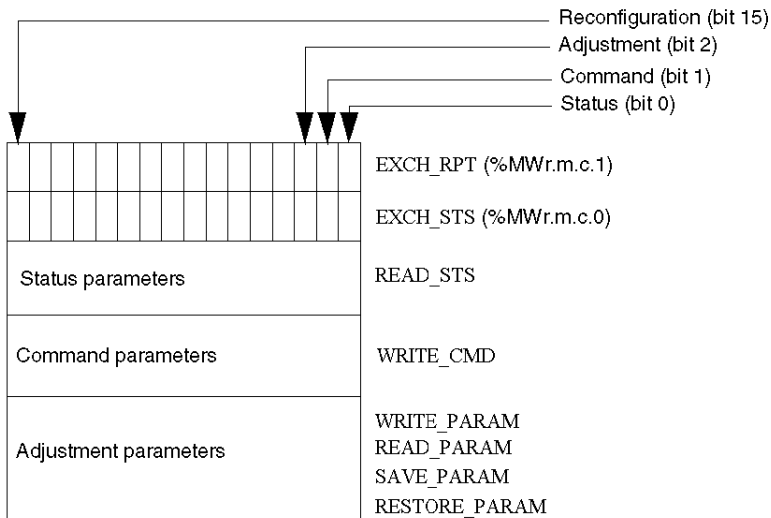 Reconfiguration (bit 15)
Adjustment (bit 2)
Command (bit 1)
Status (bit 0)
EXCH_RPT (%MWr.m.c.1)
EXCH_STS (%MWr.m.c.0)
Status parameters READ_STS
Command parameters WRITE_CMD
WRITE_PARAM
Adjustment parameters READ_PARAM
SAVE_PARAM
RESTORE_PARAM